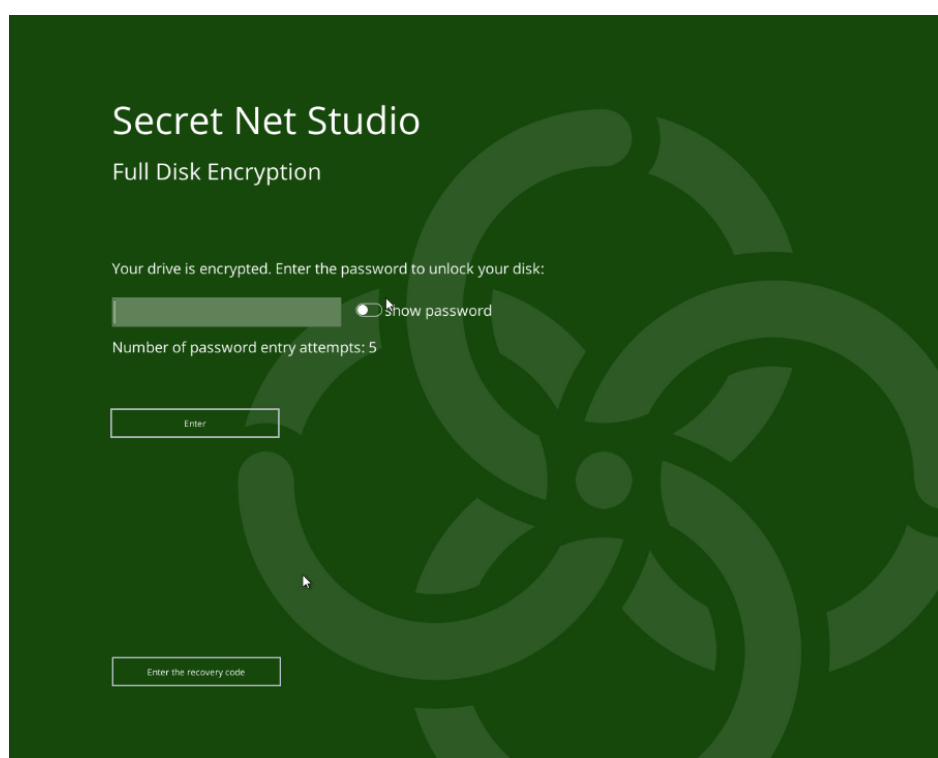 Secret Net Studio
Full Disk Encryption
Your drive is encrypted. Enter the password to unlock your disk:
Show password
Number of password entry attempts: 5
Enter
Enter the recovery code